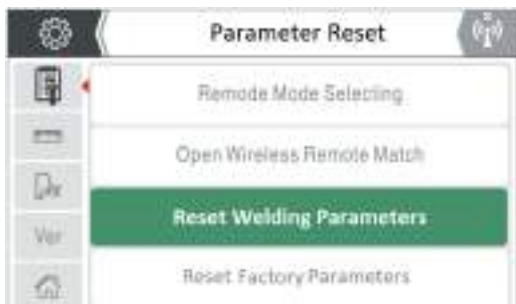 Parameter Reset
Remode Mode Selecting
Open Wireless Remote Match
Ver
Reset Welding Parameters
Reset Factory Parameters